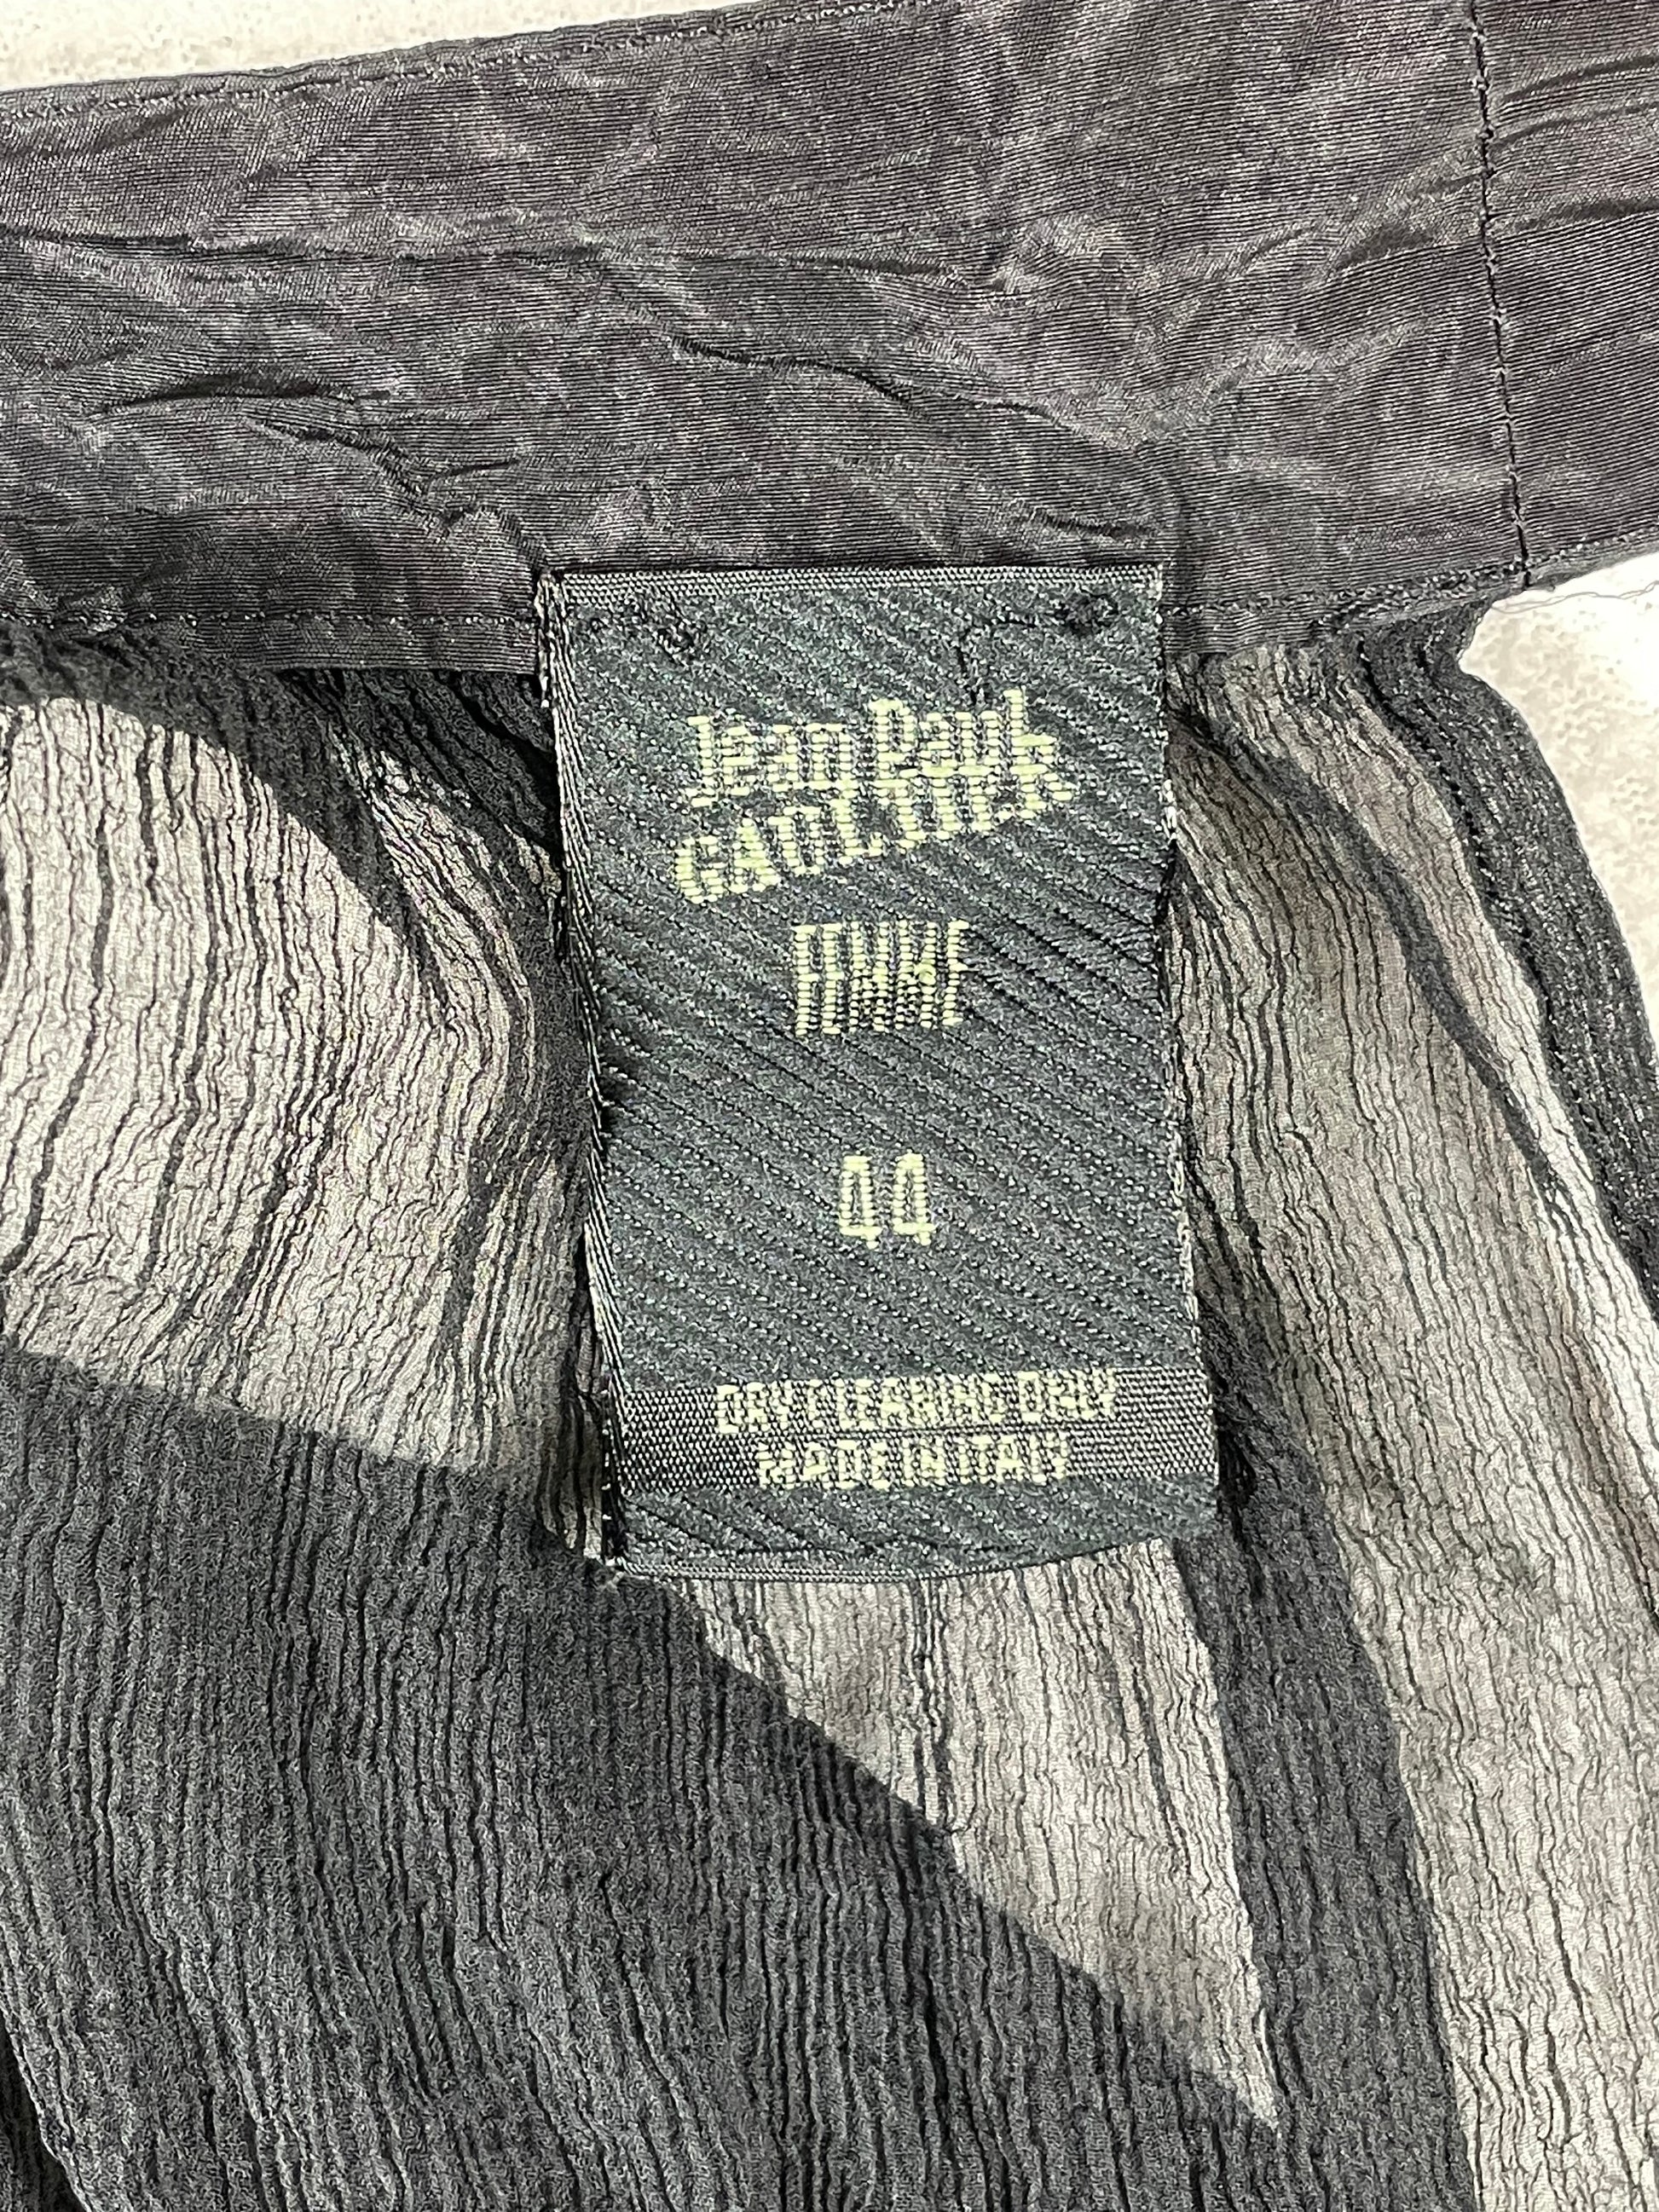 Jean Paul
GAULTIER
FEMME
44
DRY CLEANING ONLY
MADE IN ITALY